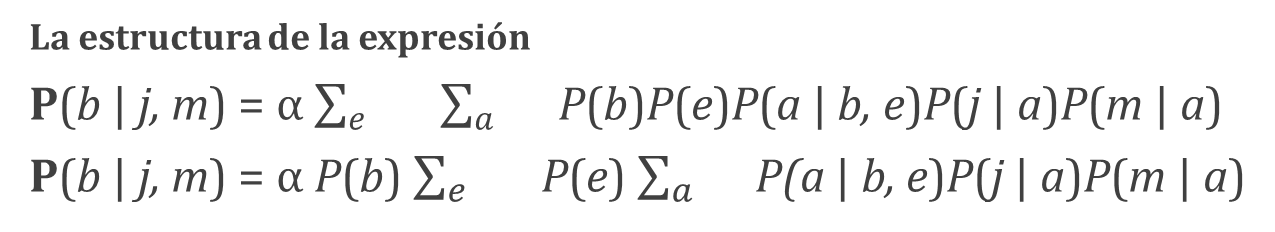 La estructura de la expresión
P(b | j, m) = α ∑e ∑a P(b)P(e)P(a | b, e)P(j | a)P(m | a)
P(b | j, m) = α P(b) ∑e P(e) ∑a P(a | b, e)P(j | a)P(m | a)